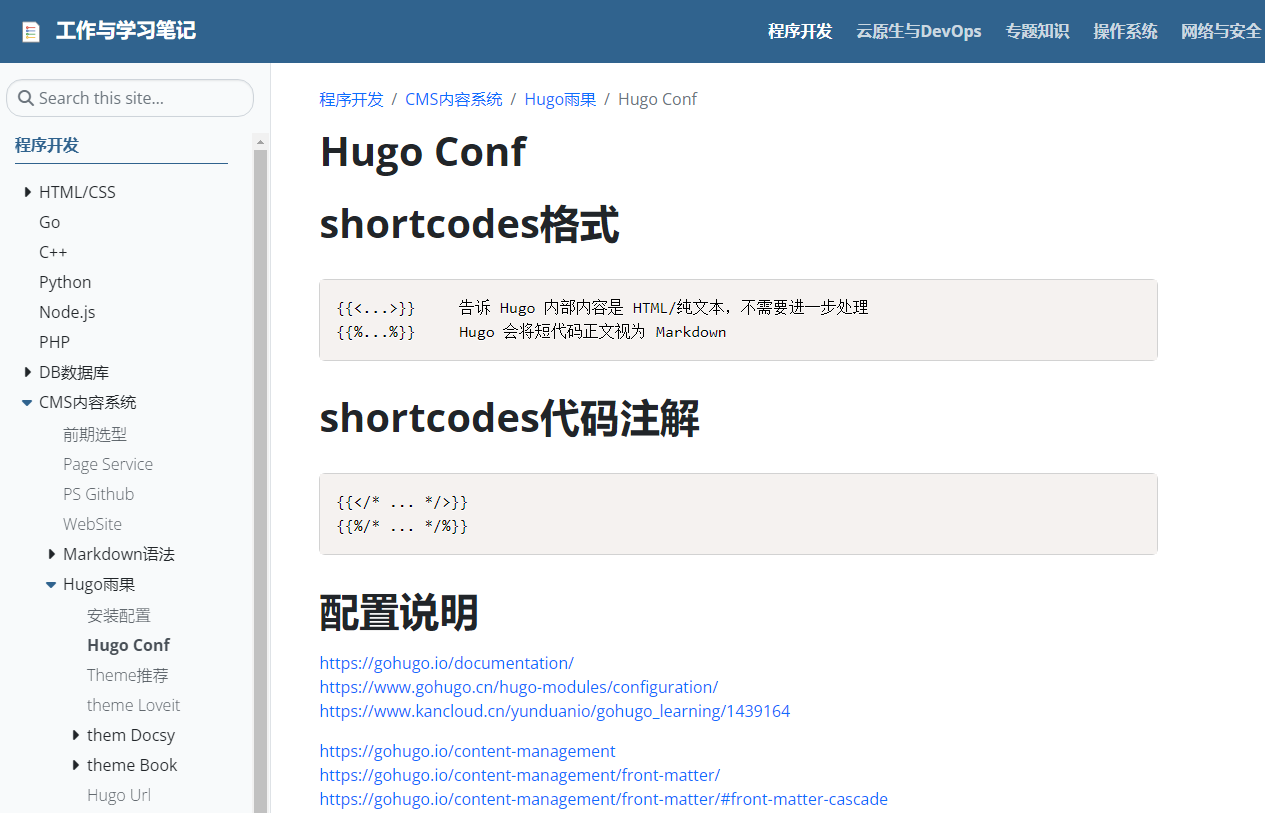 工作与学习笔记
程序开发 云原生与DevOps 专题知识 操作系统 网络与安全
Search this site...
程序开发
HTML/CSS
Go
C++
Python
Node.js
PHP
DB数据库
CMS内容系统
前期选型
Page Service
PS Github
WebSite
Markdown语法
Hugo雨果
安装配置
Hugo Conf
Theme推荐
theme Loveit
them Docsy
theme Book
Hugo Url
程序开发 / CMS内容系统 / Hugo雨果 / Hugo Conf
Hugo Conf
shortcodes格式
{{<...>}} 告诉 Hugo 内部内容是 HTML/纯文本，不需要进一步处理
{{%...%}} Hugo 会将短代码正文视为 Markdown
shortcodes代码注解
{{</* ... */>}}
{{%/* ... */%}}
配置说明
https://gohugo.io/documentation/
https://www.gohugo.cn/hugo-modules/configuration/
https://www.kancloud.cn/yunduanio/gohugo_learning/1439164
https://gohugo.io/content-management
https://gohugo.io/content-management/front-matter/
https://gohugo.io/content-management/front-matter/#front-matter-cascade